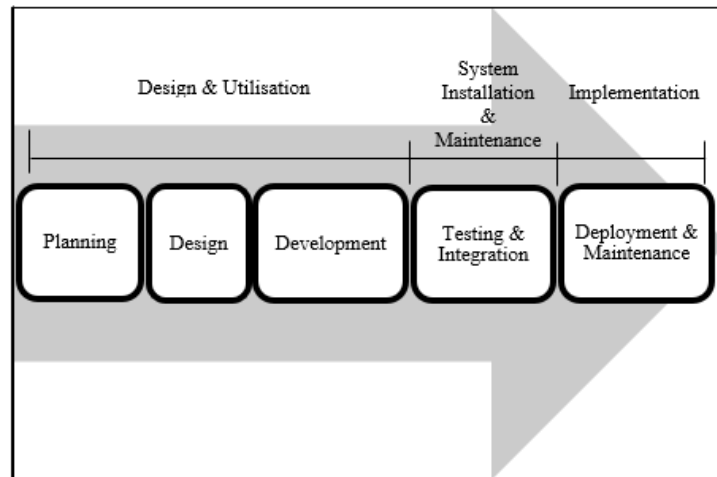 Design & Utilisation
System
Installation
&
Maintenance
Implementation
Planning
Design
Development
Testing &
Integration
Deployment &
Maintenance